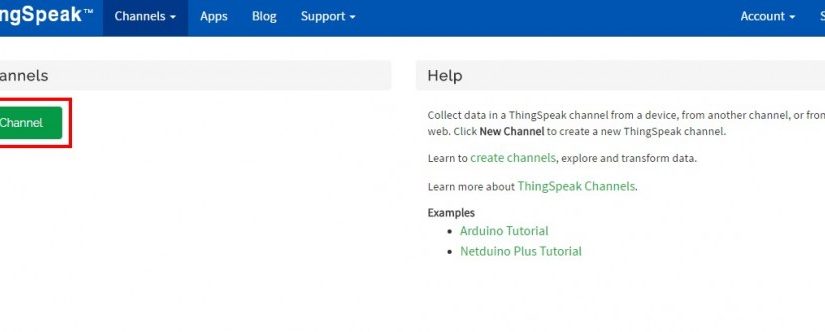 ngSpeak™ Channels Apps Blog Support Account S
annels
Channel
Help
Collect data in a ThingSpeak channel from a device, from another channel, or from
web. Click New Channel to create a new ThingSpeak channel.
Learn to create channels, explore and transform data.
Learn more about ThingSpeak Channels.
Examples
• Arduino Tutorial
• Netduino Plus Tutorial